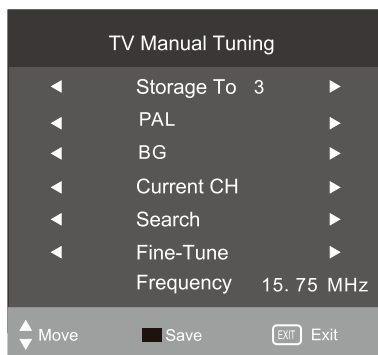 TV Manual Tuning
Storage To 3
PAL
BG
Current CH
Search
Fine-Tune
Frequency 15. 75 MHz
Move Save EXIT Exit